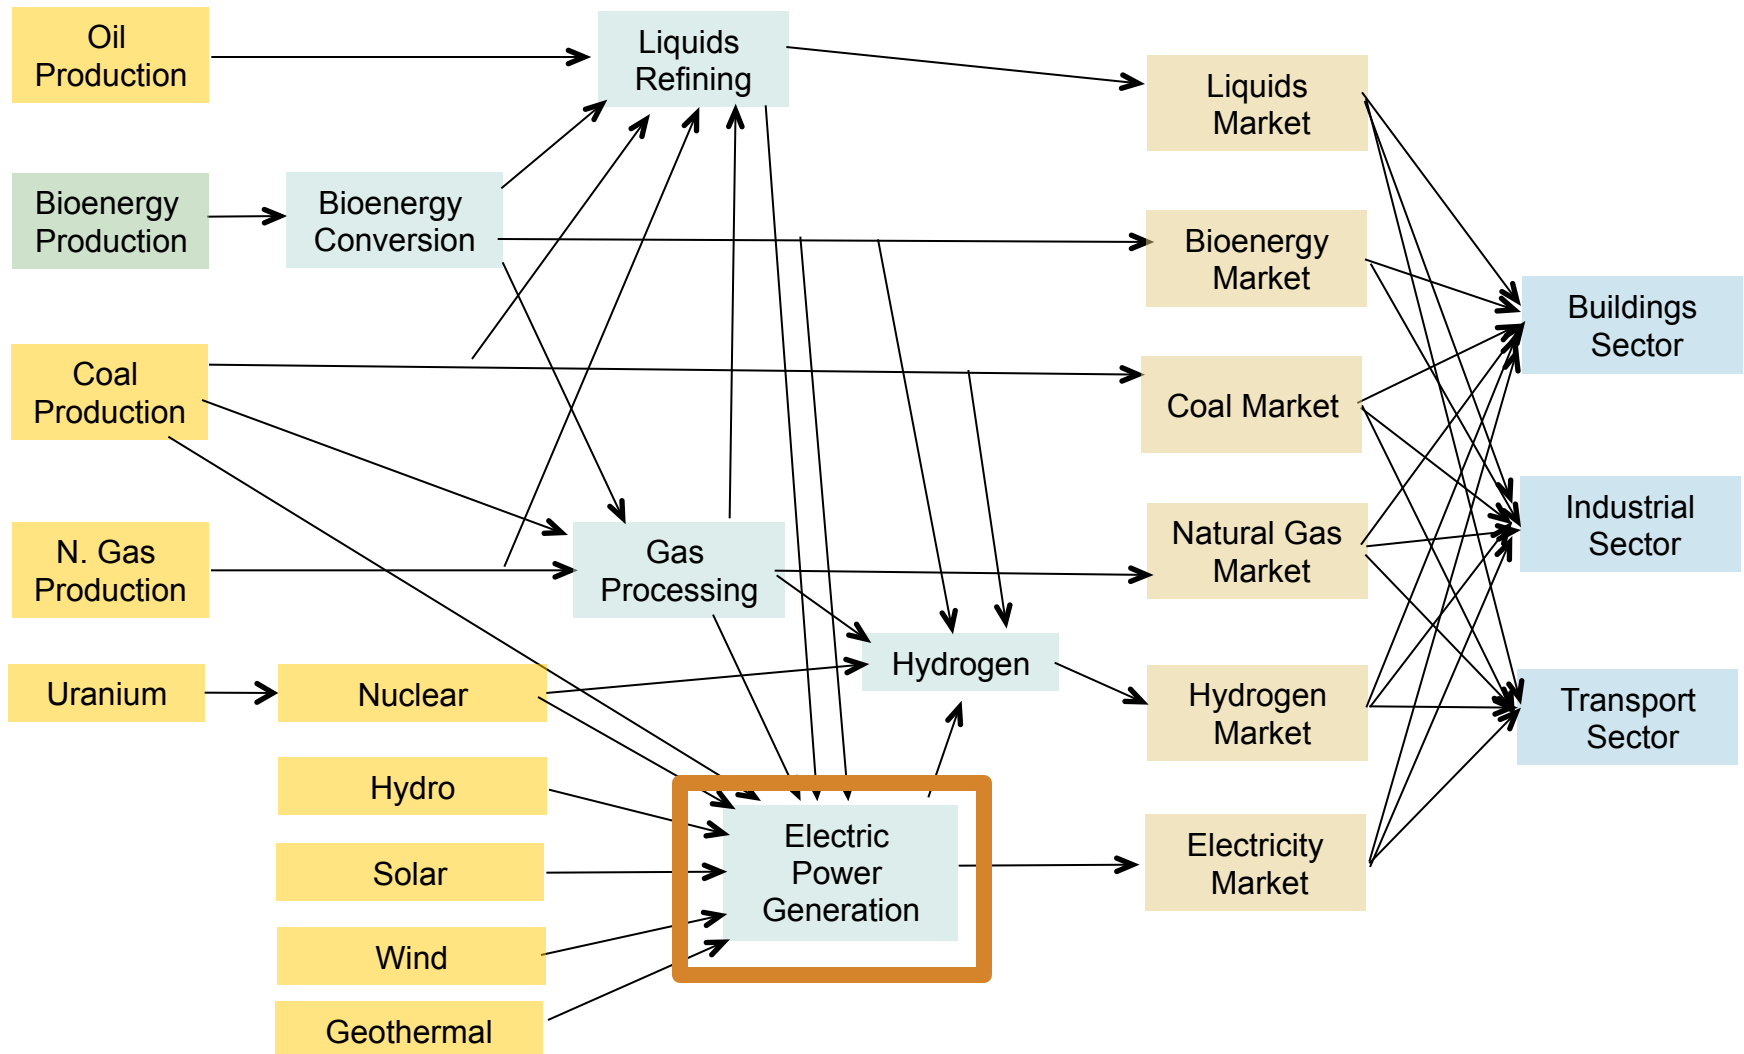 Oil
Production
Liquids
Refining
Liquids
Market
Bioenergy
Production
Bioenergy
Conversion
Bioenergy
Market
Buildings
Sector
Coal
Production
Coal Market
N. Gas
Production
Gas
Processing
Natural Gas
Market
Industrial
Sector
Uranium
Nuclear
Hydrogen
Hydrogen
Market
Transport
Sector
Hydro
Solar
Wind
Geothermal
Electric
Power
Generation
Electricity
Market